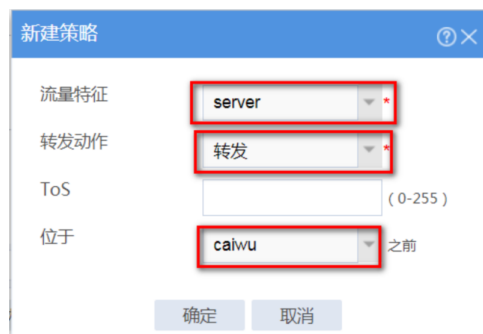 新建策略
流量特征 server *
转发动作 转发 *
ToS (0-255)
位于 caiwu 之前
确定 取消